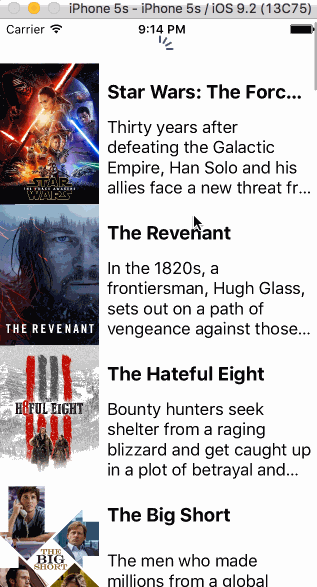 iPhone 5s - iPhone 5s / iOS 9.2 (13C75)
Carrier 9:14 PM
Star Wars: The Forc...
Thirty years after
defeating the Galactic
Empire, Han Solo and his
allies face a new threat fr...
STAR
THE FORCE AWAKENS
WARS
The Revenant
In the 1820s, a
frontiersman, Hugh Glass,
sets out on a path of
vengeance against those...
THE REVENANT
The Hateful Eight
Bounty hunters seek
shelter from a raging
blizzard and get caught up
in a plot of betrayal and...
H8FUL EIGHT
The Big Short
The men who made
millions from a global
THE
BIG
SHORT